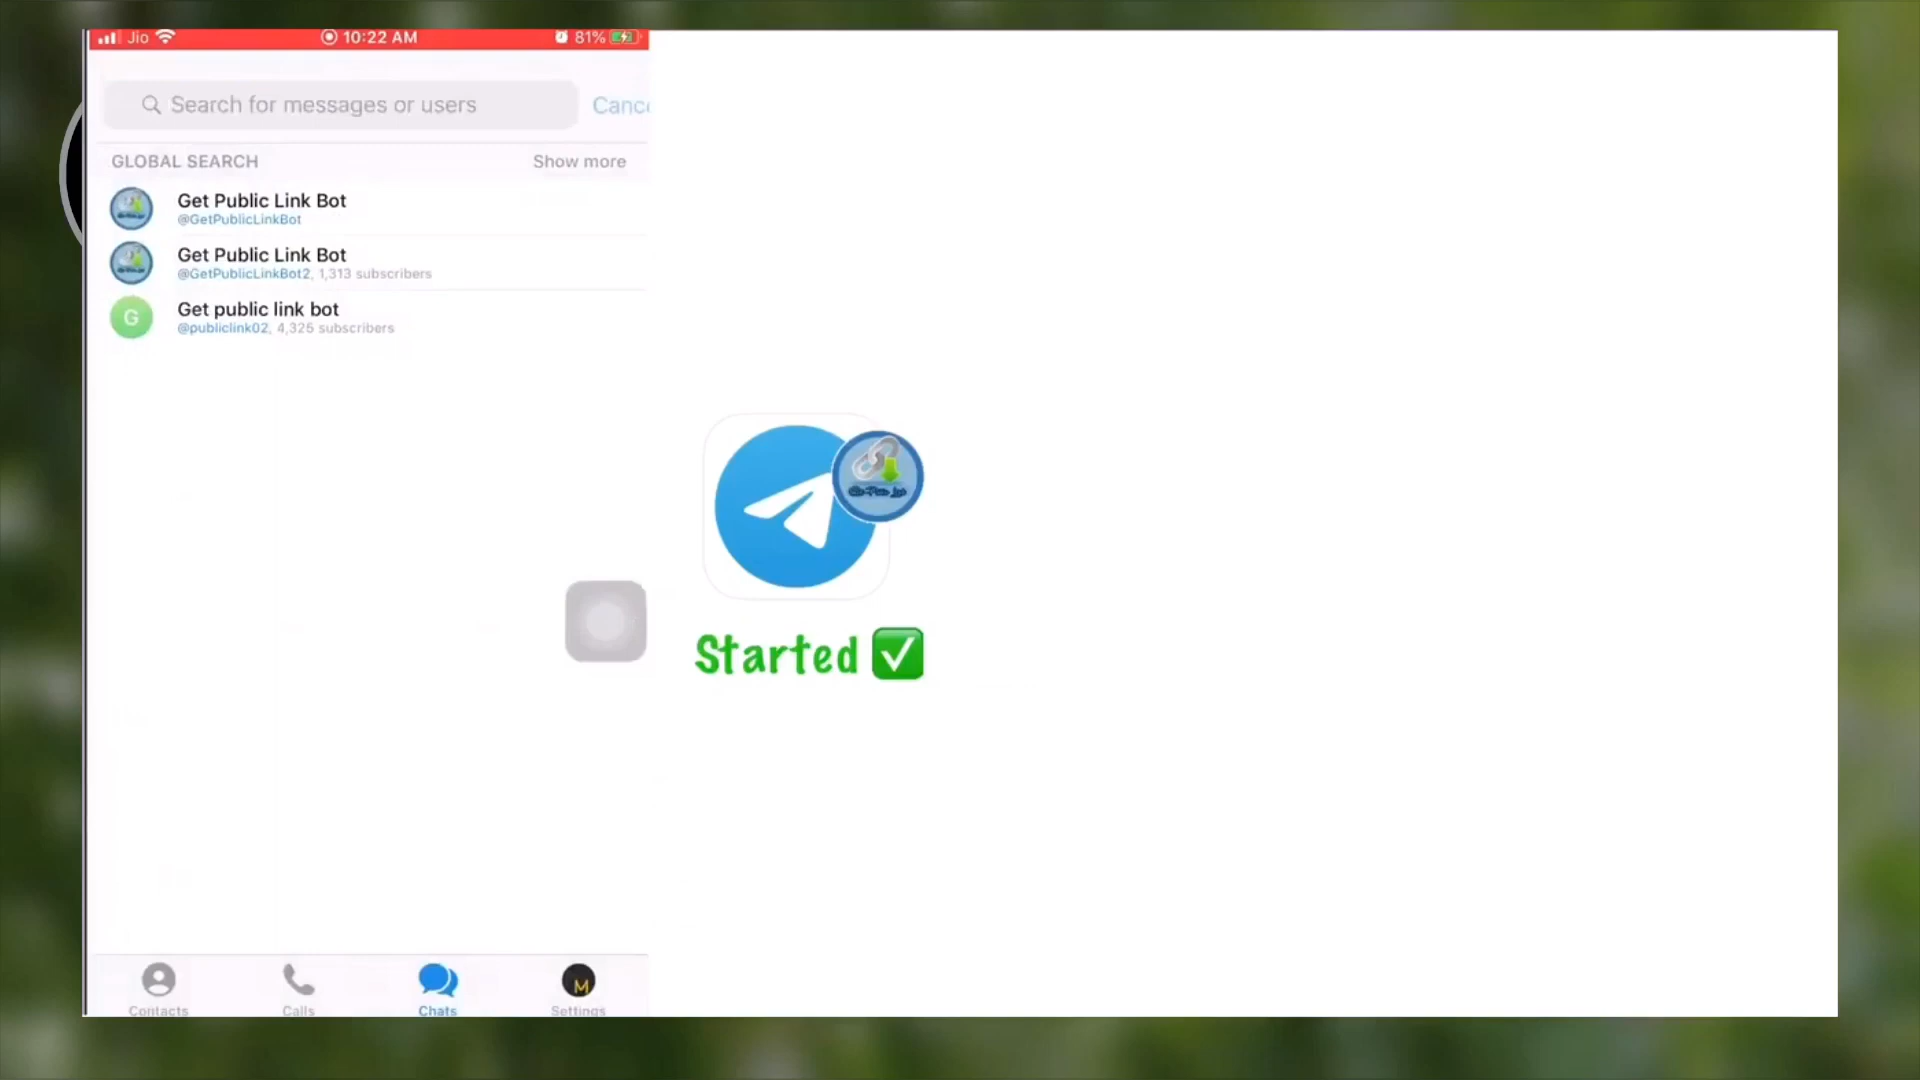 Jio 10:22 AM 81%
Search for messages or users
GLOBAL SEARCH Show more
Get Public Link Bot
@GetPublicLinkBot
Get Public Link Bot
@GetPublicLinkBot2, 1,313 subscribers
G
Get public link bot
@publiclink02, 4,325 subscribers
Started
M
Contacts Calls Chats Settings